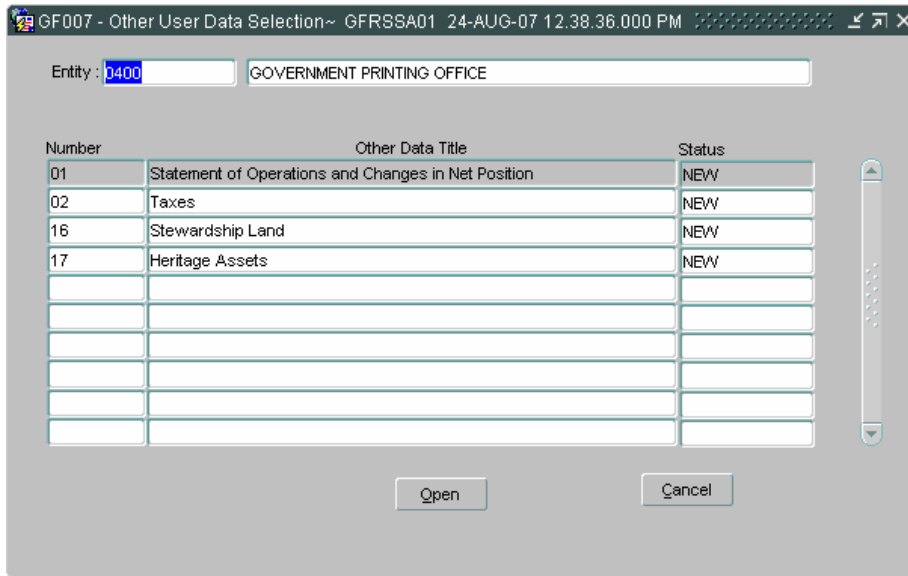 GF007 - Other User Data Selection~ GFRSSA01 24-AUG-07 12.38.36.000 PM
Entity : 0400 GOVERNMENT PRINTING OFFICE
Number Other Data Title Status
01 Statement of Operations and Changes in Net Position NEW
02 Taxes NEW
16 Stewardship Land NEW
17 Heritage Assets NEW
Open Cancel